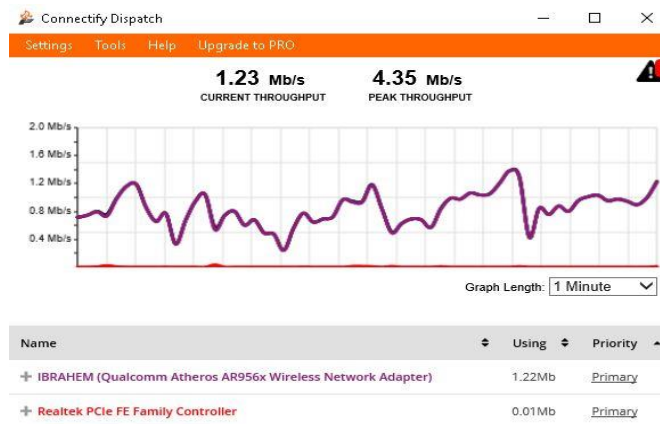 Connectify Dispatch
Settings Tools Help Upgrade to PRO
1.23 Mb/s 4.35 Mb/s
CURRENT THROUGHPUT PEAK THROUGHPUT
2.0 Mb/s
1.6 Mb/s
1.2 Mb/s
0.8 Mb/s
0.4 Mb/s
Graph Length: 1 Minute
Name Using Priority
IBRAHEM (Qualcomm Atheros AR956x Wireless Network Adapter) 1.22Mb Primary
Realtek PCIe FE Family Controller 0.01Mb Primary